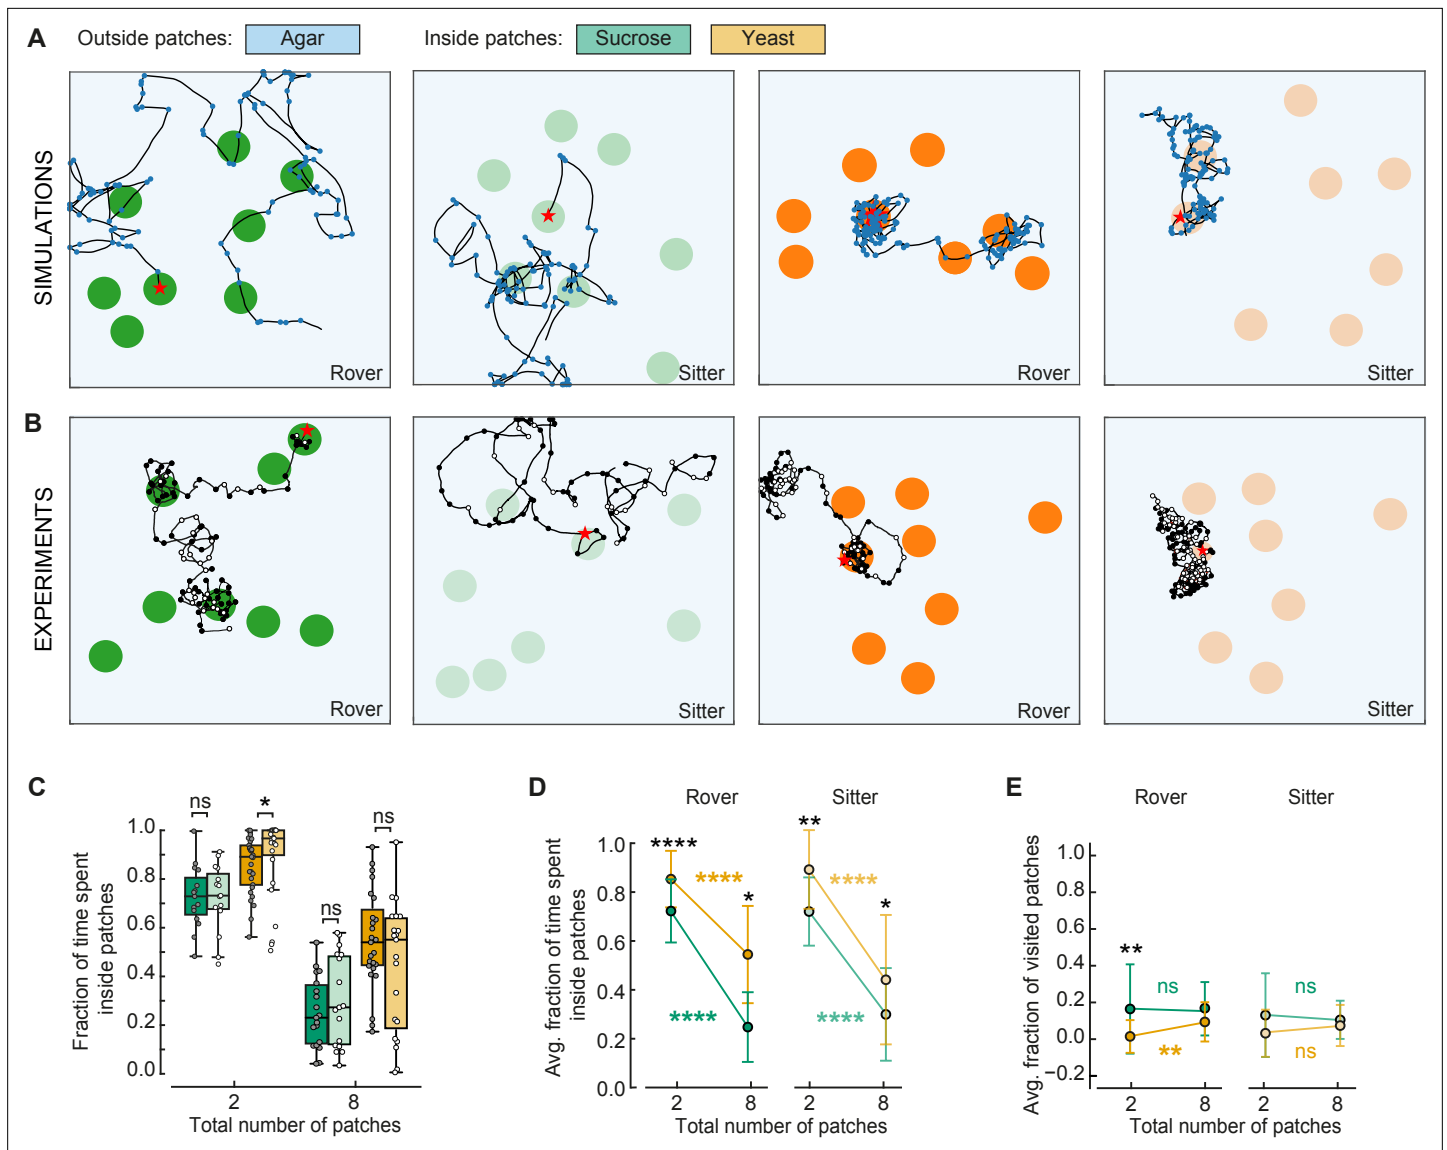 A
Outside patches:
Agar
Inside patches:
Sucrose
Yeast
SIMULATIONS
Rover
Sitter
Rover
Sitter
B
EXPERIMENTS
Rover
Sitter
Rover
Sitter
C
Fraction of time spent
inside patches
1.0
0.8
0.6
0.4
0.2
0.0
ns
*
ns
ns
2
8
Total number of patches
D
Rover
Sitter
Avg. fraction of time spent
inside patches
1.0
0.8
0.6
0.4
0.2
0.0
****
****
*
****
**
****
*
****
2
8
2
8
Total number of patches
E
Rover
Sitter
Avg. fraction of visited patches
1.0
0.8
0.6
0.4
0.2
0.0
−0.2
**
ns
**
ns
ns
2
8
2
8
Total number of patches